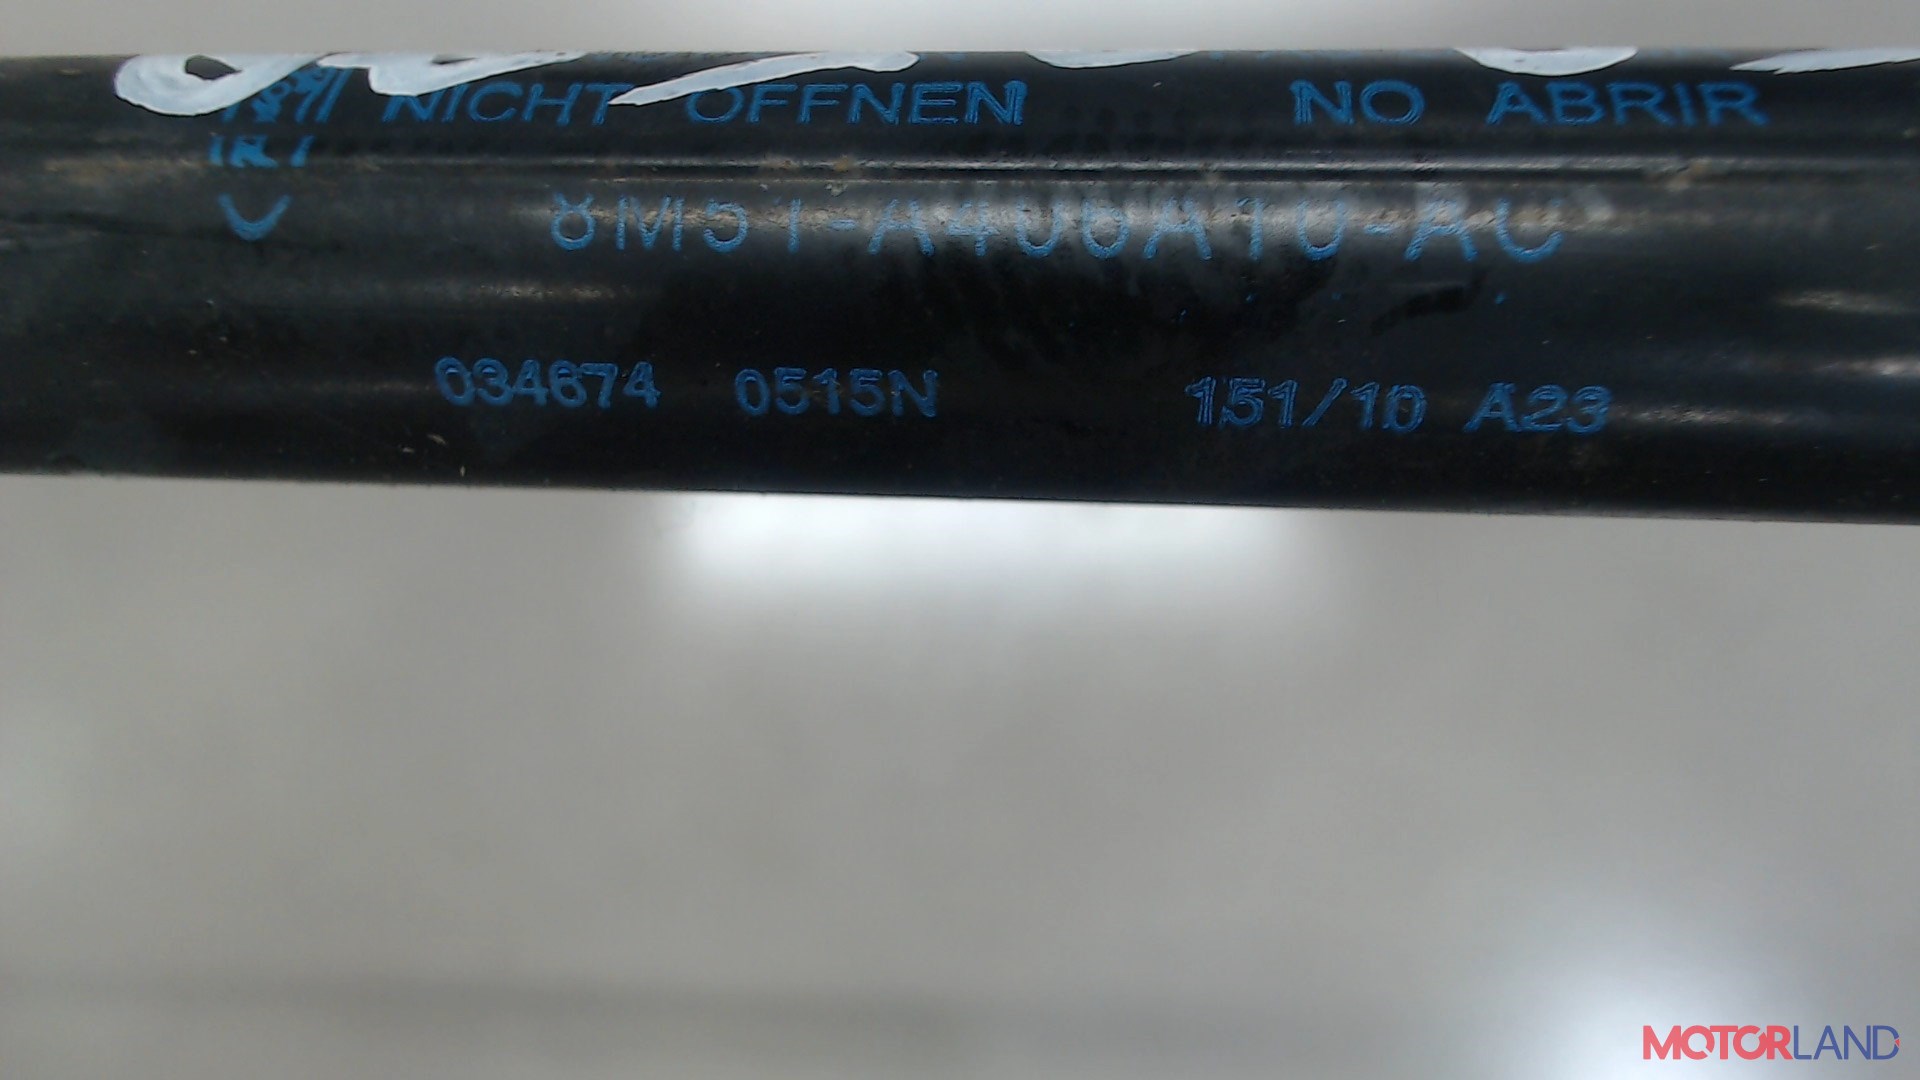 NICHT OFFNEN NO ABRIR
8M51-A406A10-AC
034674 0515N 151/10 A23
MOTORLAND